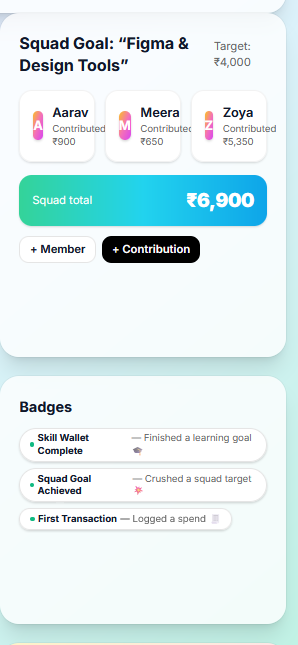 Squad Goal: “Figma &
Design Tools”
Target:
₹4,000
A
Aarav
Contributed
₹900
M
Meera
Contributed
₹650
Z
Zoya
Contributed
₹5,350
Squad total
₹6,900
+ Member
+ Contribution
Badges
Skill Wallet
Complete
— Finished a learning goal
Squad Goal
Achieved
— Crushed a squad target
First Transaction — Logged a spend